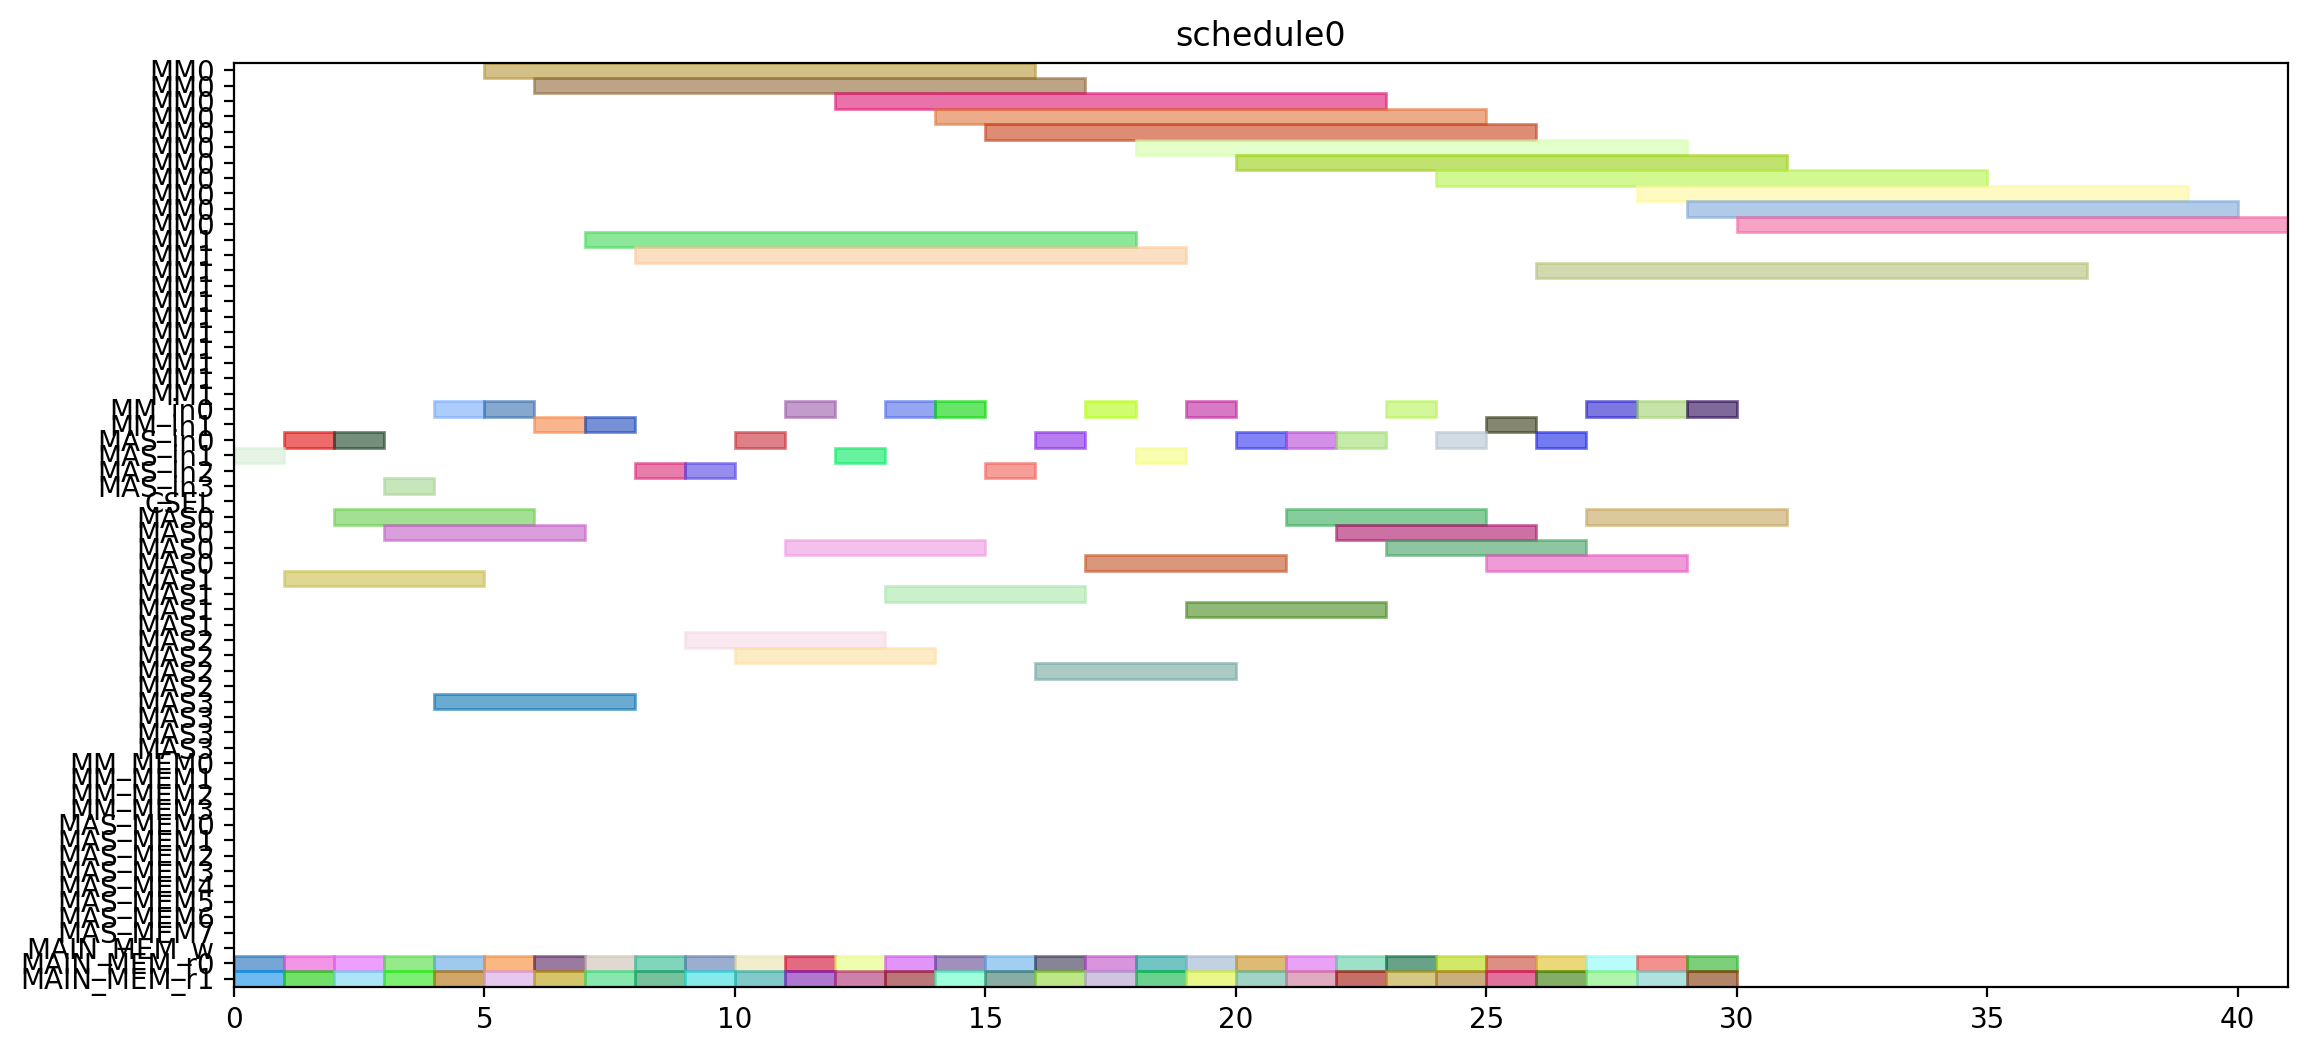 schedule0
MM0
MM0
MM0
MM0
MM0
MM0
MM0
MM0
MM0
MM0
MM0
MM1
MM1
MM1
MM1
MM1
MM1
MM1
MM1
MM1
MM1
MM1
MM_in0
MM_in1
MAS_in0
MAS_in1
MAS_in2
MAS_in3
CSEL
MAS0
MAS0
MAS0
MAS0
MAS1
MAS1
MAS1
MAS1
MAS2
MAS2
MAS2
MAS2
MAS3
MAS3
MAS3
MAS3
MM_MEM0
MM_MEM1
MM_MEM2
MM_MEM3
MAS_MEM0
MAS_MEM1
MAS_MEM2
MAS_MEM3
MAS_MEM4
MAS_MEM5
MAS_MEM6
MAS_MEM7
MAIN_MEM_w
MAIN_MEM_r0
MAIN_MEM_r1
0 5 10 15 20 25 30 35 40